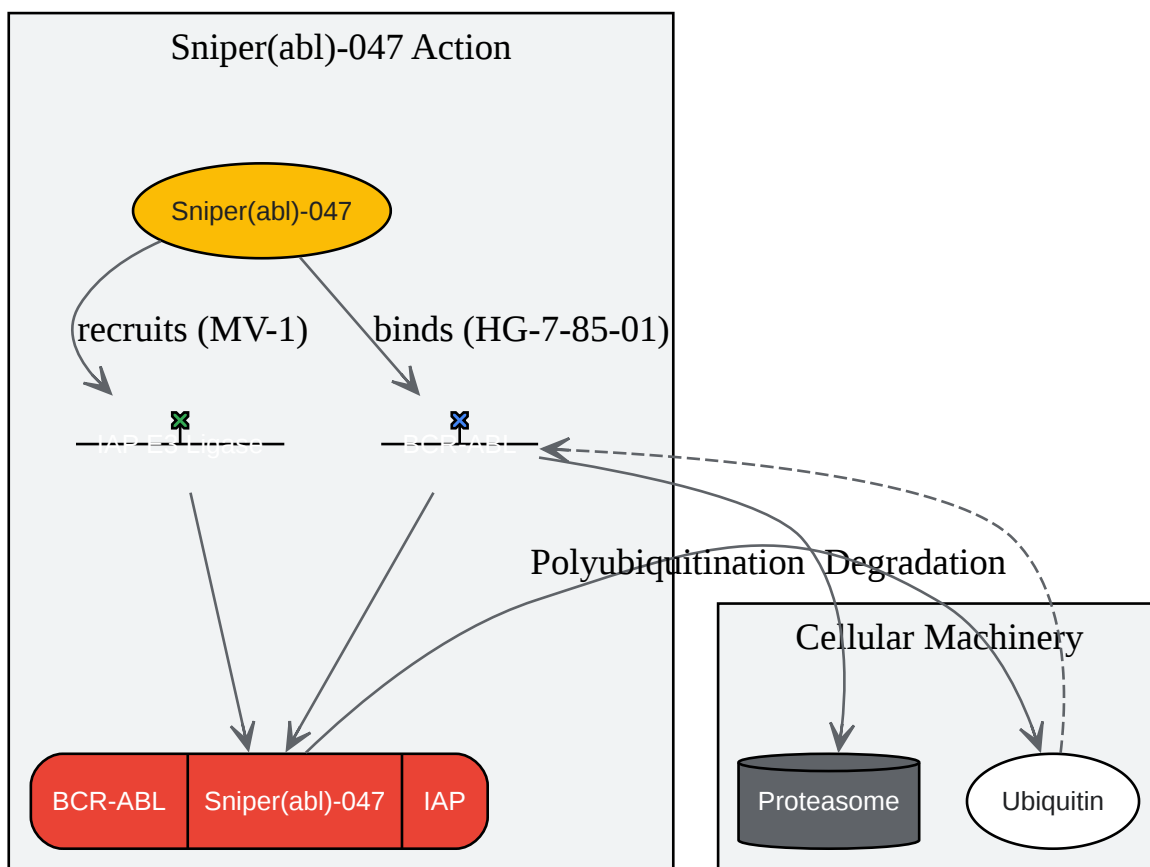 Sniper(abl)-047 Action
Sniper(abl)-047
recruits (MV-1)
binds (HG-7-85-01)
IAP E3 Ligase
BCR-ABL
Polyubiquitination
Degradation
Cellular Machinery
BCR-ABL
Sniper(abl)-047
IAP
Proteasome
Ubiquitin